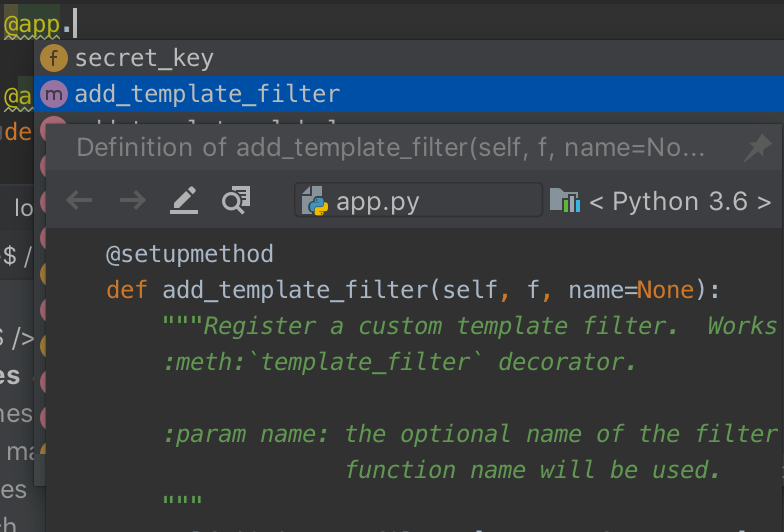 @app.
f secret_key
@a
m add_template_filter
de
Definition of add_template_filter(self, f, name=No...
lo
app.py
< Python 3.6 >
$ /
@setupmethod
def add_template_filter(self, f, name=None):
"""Register a custom template filter. Works
$ />
:meth:`template_filter` decorator.
es
nes
:param name: the optional name of the filter
ma
function name will be used.
es
"""
ch